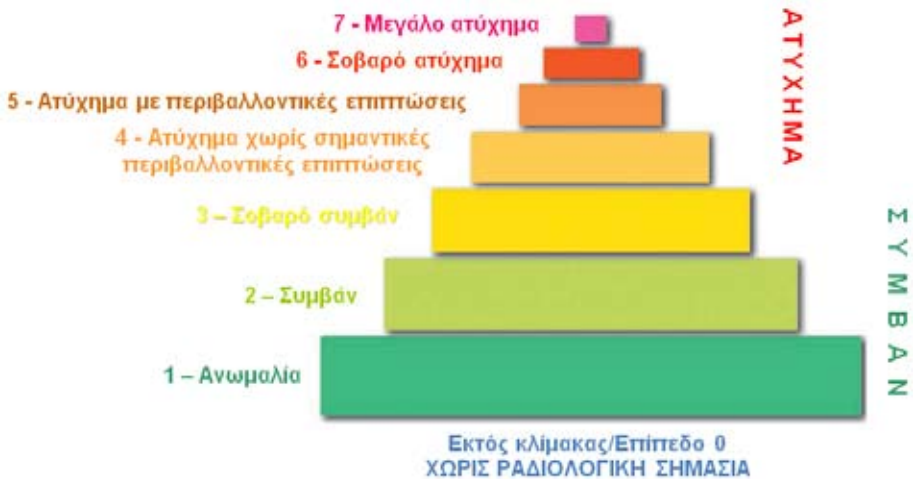 7 - Μεγάλο ατύχημα
6 - Σοβαρό ατύχημα
5 - Ατύχημα με περιβαλλοντικές επιπτώσεις
4 - Ατύχημα χωρίς σημαντικές
περιβαλλοντικές επιπτώσεις
3 – Σοβαρό συμβάν
2 – Συμβάν
1 – Ανωμαλία
ΑΤΥΧΗΜΑ
ΣΥΜΒΑΝ
Εκτός κλίμακας/Επίπεδο 0
ΧΩΡΙΣ ΡΑΔΙΟΛΟΓΙΚΗ ΣΗΜΑΣΙΑ